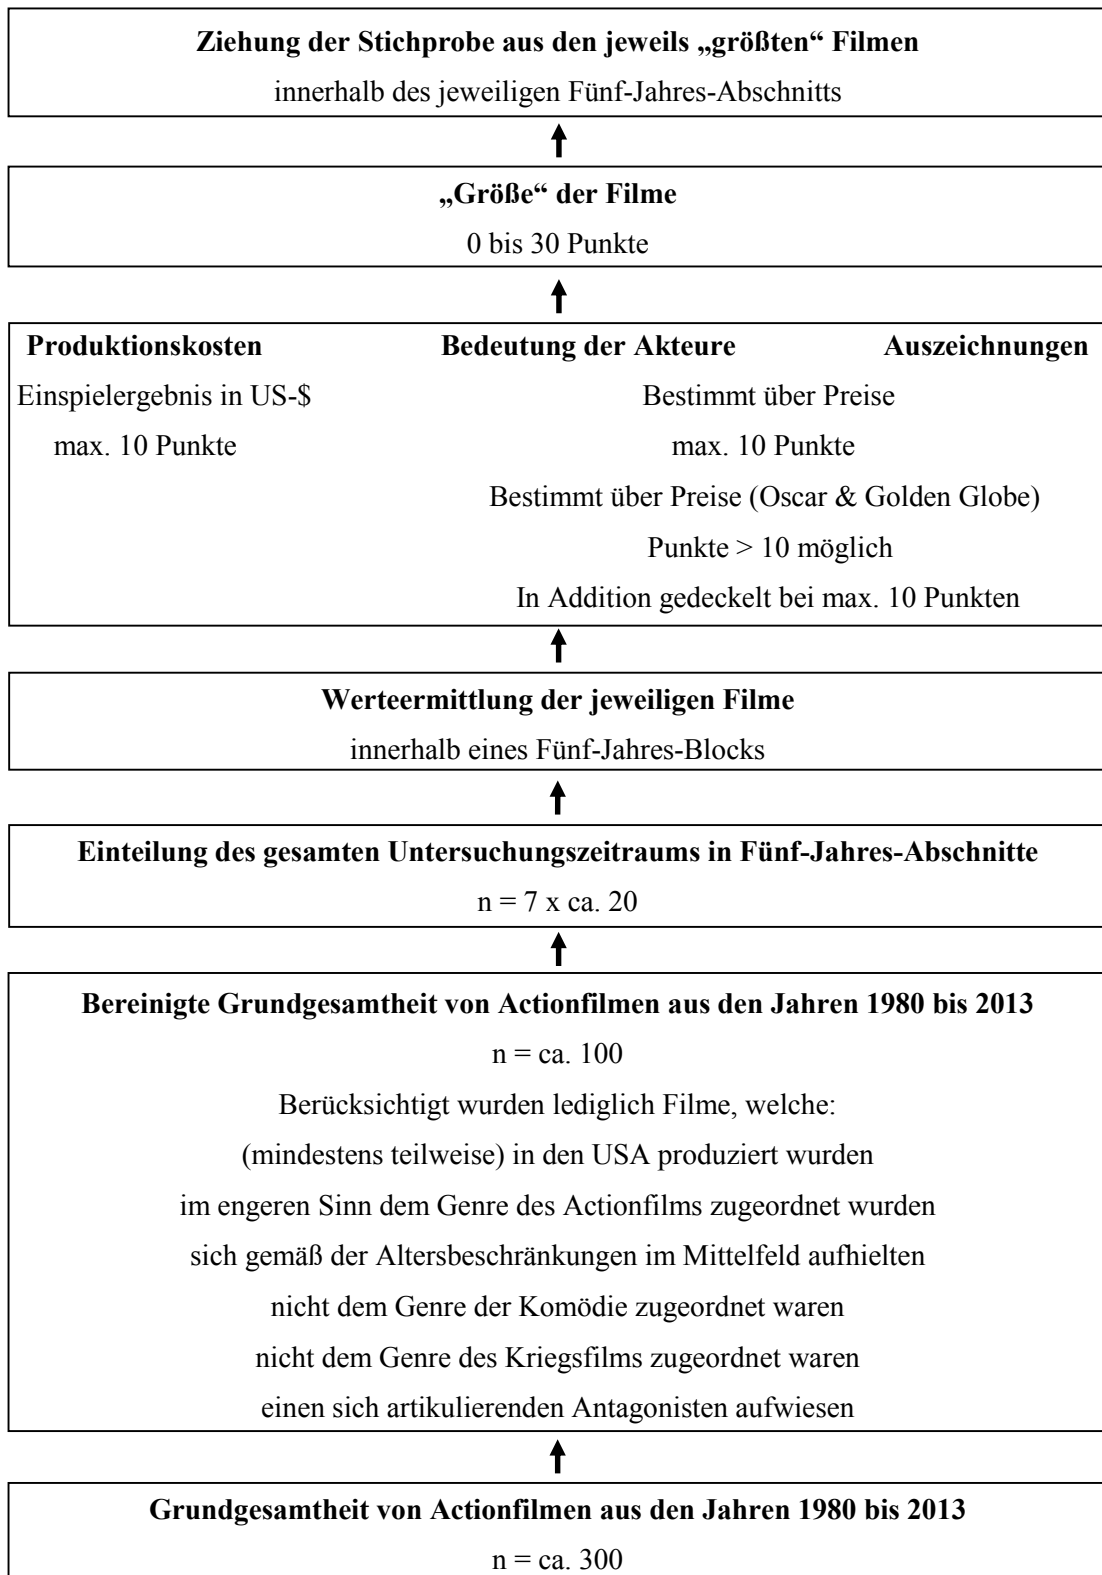 Ziehung der Stichprobe aus den jeweils „größten“ Filmen
innerhalb des jeweiligen Fünf-Jahres-Abschnitts
„Größe“ der Filme
0 bis 30 Punkte
Produktionskosten Bedeutung der Akteure Auszeichnungen
Einspielergebnis in US-$ Bestimmt über Preise
max. 10 Punkte max. 10 Punkte
Bestimmt über Preise (Oscar & Golden Globe)
Punkte > 10 möglich
In Addition gedeckelt bei max. 10 Punkten
Werteermittlung der jeweiligen Filme
innerhalb eines Fünf-Jahres-Blocks
Einteilung des gesamten Untersuchungszeitraums in Fünf-Jahres-Abschnitte
n = 7 x ca. 20
Bereinigte Grundgesamtheit von Actionfilmen aus den Jahren 1980 bis 2013
n = ca. 100
Berücksichtigt wurden lediglich Filme, welche:
(mindestens teilweise) in den USA produziert wurden
im engeren Sinn dem Genre des Actionfilms zugeordnet wurden
sich gemäß der Altersbeschränkungen im Mittelfeld aufhielten
nicht dem Genre der Komödie zugeordnet waren
nicht dem Genre des Kriegsfilms zugeordnet waren
einen sich artikulierenden Antagonisten aufwiesen
Grundgesamtheit von Actionfilmen aus den Jahren 1980 bis 2013
n = ca. 300